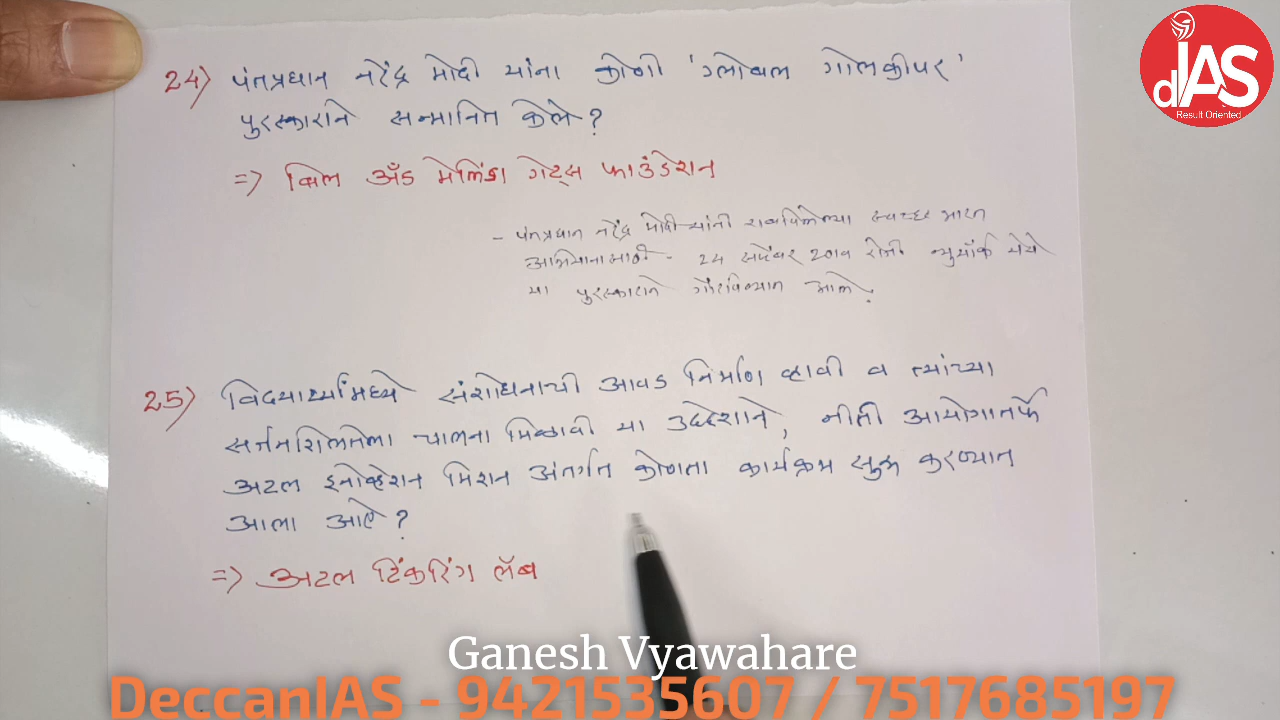 dIAS
Result Oriented
24) पंतप्रधान नरेंद्र मोदी यांना कोणी 'ग्लोबल गोलकीपर'
पुरस्काराने सन्मानित केले?
=> बिल अँड मेलिंडा गेट्स फाउंडेशन
- पंतप्रधान नरेंद्र मोदी यांनी राबविलेल्या स्वच्छ भारत
अभियानासाठी - 24 सप्टेंबर 2019 रोजी न्युयॉर्क येथे
या पुरस्काराने गौरविण्यात आले.
25) विद्यार्थ्यांमध्ये संशोधनाची आवड निर्माण व्हावी व त्यांच्या
सर्जनशिलतेला चालना मिळावी या उद्देशाने, नीती आयोगातर्फे
अटल इनोव्हेशन मिशन अंतर्गत कोणता कार्यक्रम सुरू करण्यात
आला आहे?
=> अटल टिंकरिंग लॅब
Ganesh Vyawahare
DeccanIAS - 9421535607 / 7517685197